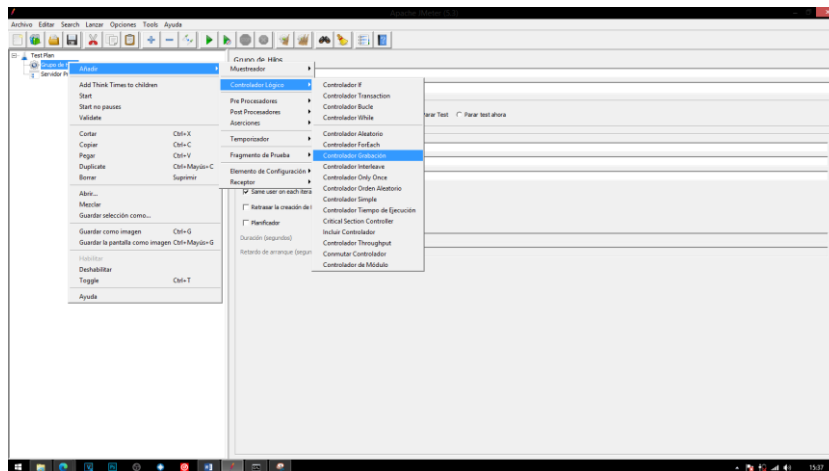 Apache JMeter (5.3)
Archivo Editar Search Lanzar Opciones Tools Ayuda
Test Plan
Grupo de
Servidor
Grupo de Hilos
Añadir
Add Think Times to children
Start
Start no pauses
Validate
Cortar Ctrl+X
Copiar Ctrl+C
Pegar Ctrl+V
Duplicate Ctrl+Mayús+C
Borrar Suprimir
Abrir...
Mezclar
Guardar selección como...
Guardar como imagen Ctrl+G
Guardar la pantalla como imagen Ctrl+Mayús+G
Habilitar
Deshabilitar
Toggle Ctrl+T
Ayuda
Muestreador
Controlador Lógico
Pre Procesadores
Post Procesadores
Aserciones
Temporizador
Fragmento de Prueba
Elemento de Configuración
Receptor
Controlador If
Controlador Transaction
Controlador Bucle
Controlador While
Controlador Aleatorio
Controlador ForEach
Controlador Grabación
Controlador Interleave
Controlador Only Once
Controlador Orden Aleatorio
Controlador Simple
Controlador Tiempo de Ejecución
Critical Section Controller
Incluir Controlador
Controlador Throughput
Conmutar Controlador
Controlador de Módulo
Parar Test Parar test ahora
Same user on each itera
Retrasar la creación de
Planificador
Duración (segundos)
Retardo de arranque (segun
15:37